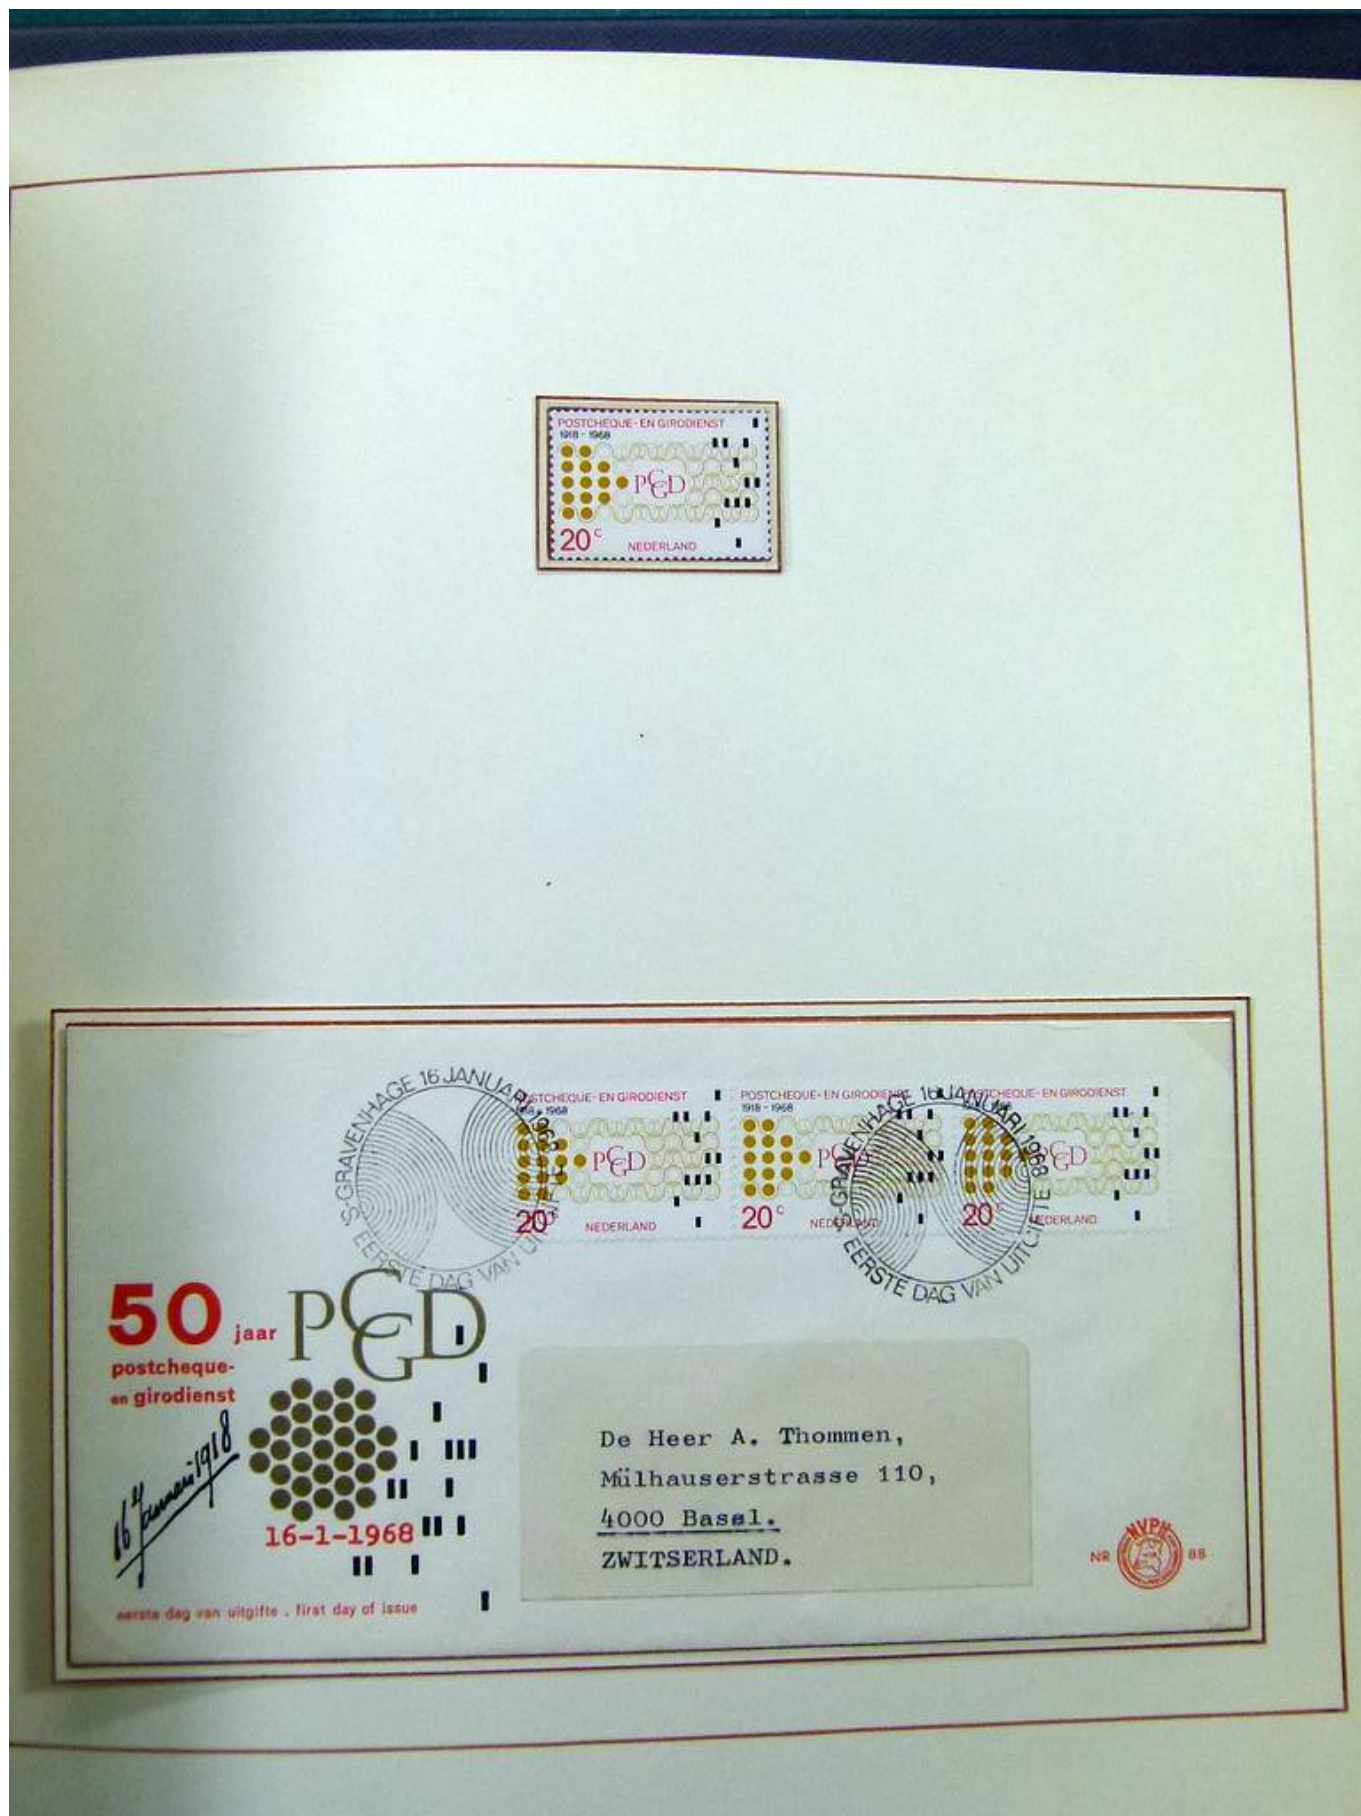 POSTCHEQUE- EN GIRODIENST
1918 - 1968
PCGD
20c
NEDERLAND
'S-GRAVENHAGE 16 JANUARI 1968
EERSTE DAG VAN UITGIFTE
POSTCHEQUE- EN GIRODIENST
1918 - 1968
PCGD
20c
NEDERLAND
POSTCHEQUE- EN GIRODIENST
1918 - 1968
PCGD
20c
NEDERLAND
'S-GRAVENHAGE 16 JANUARI 1968
EERSTE DAG VAN UITGIFTE
POSTCHEQUE- EN GIRODIENST
PCGD
20c
NEDERLAND
50 jaar PCGD
postcheque-
en girodienst
16 Januari 1918
16-1-1968
eerste dag van uitgifte . first day of issue
De Heer A. Thommen,
Mülhauserstrasse 110,
4000 Basel.
ZWITSERLAND.
NR NVPH 88